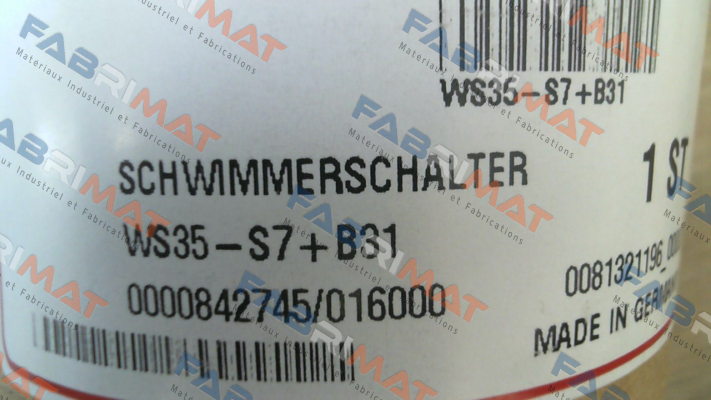 WS35-S7+B31
SCHWIMMERSCHALTER
1 ST
WS35-S7+B31
0000842745/016000
0081321196
MADE IN
FABRIMAT
Materiaux Industriel et Fabrications